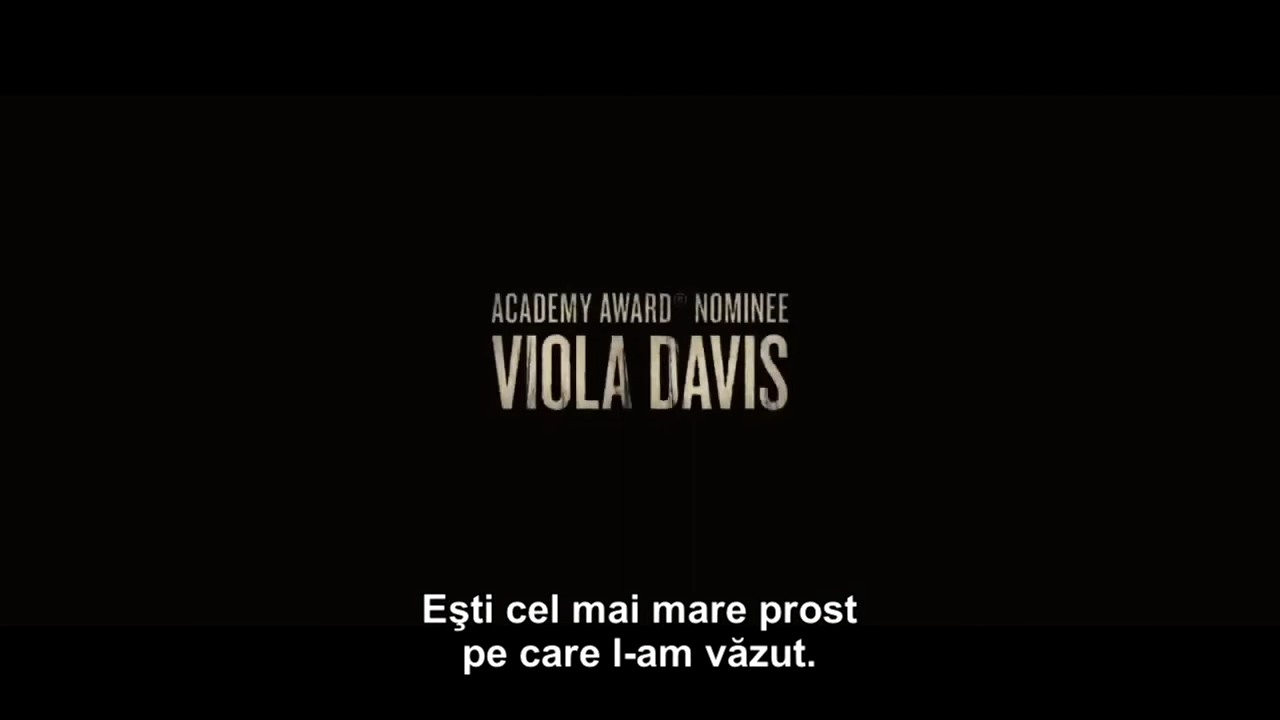 ACADEMY AWARD® NOMINEE
VIOLA DAVIS
Eşti cel mai mare prost
pe care l-am văzut.